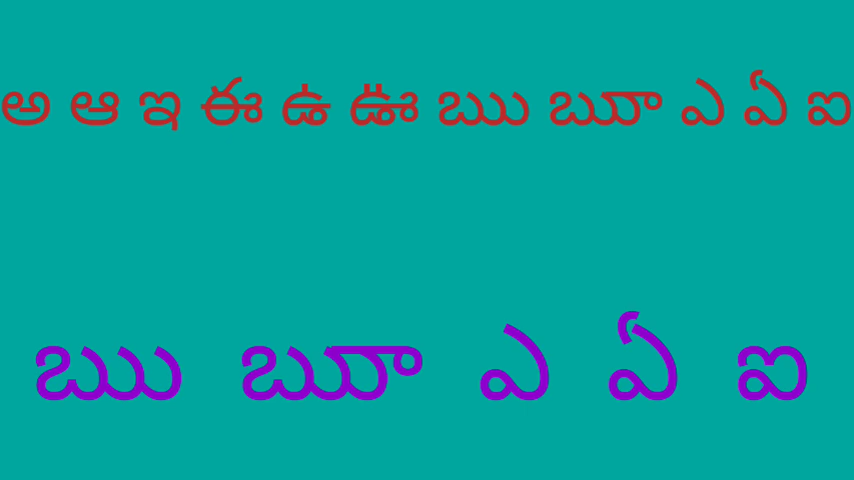 అ ఆ ఇ ఈ ఉ ఊ ఋ ౠ ఎ ఏ ఐ
ఋ ౠ ఎ ఏ ఐ